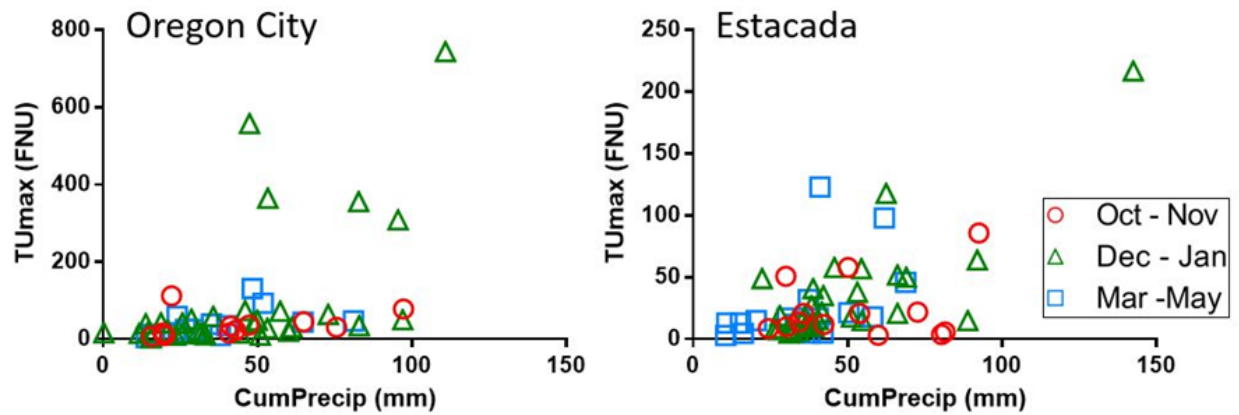 Oregon City
800
600
400
200
0
TUmax (FNU)
0
50
100
150
CumPrecip (mm)
Estacada
250
200
150
100
50
0
TUmax (FNU)
0
50
100
150
CumPrecip (mm)
Oct - Nov
Dec - Jan
Mar -May